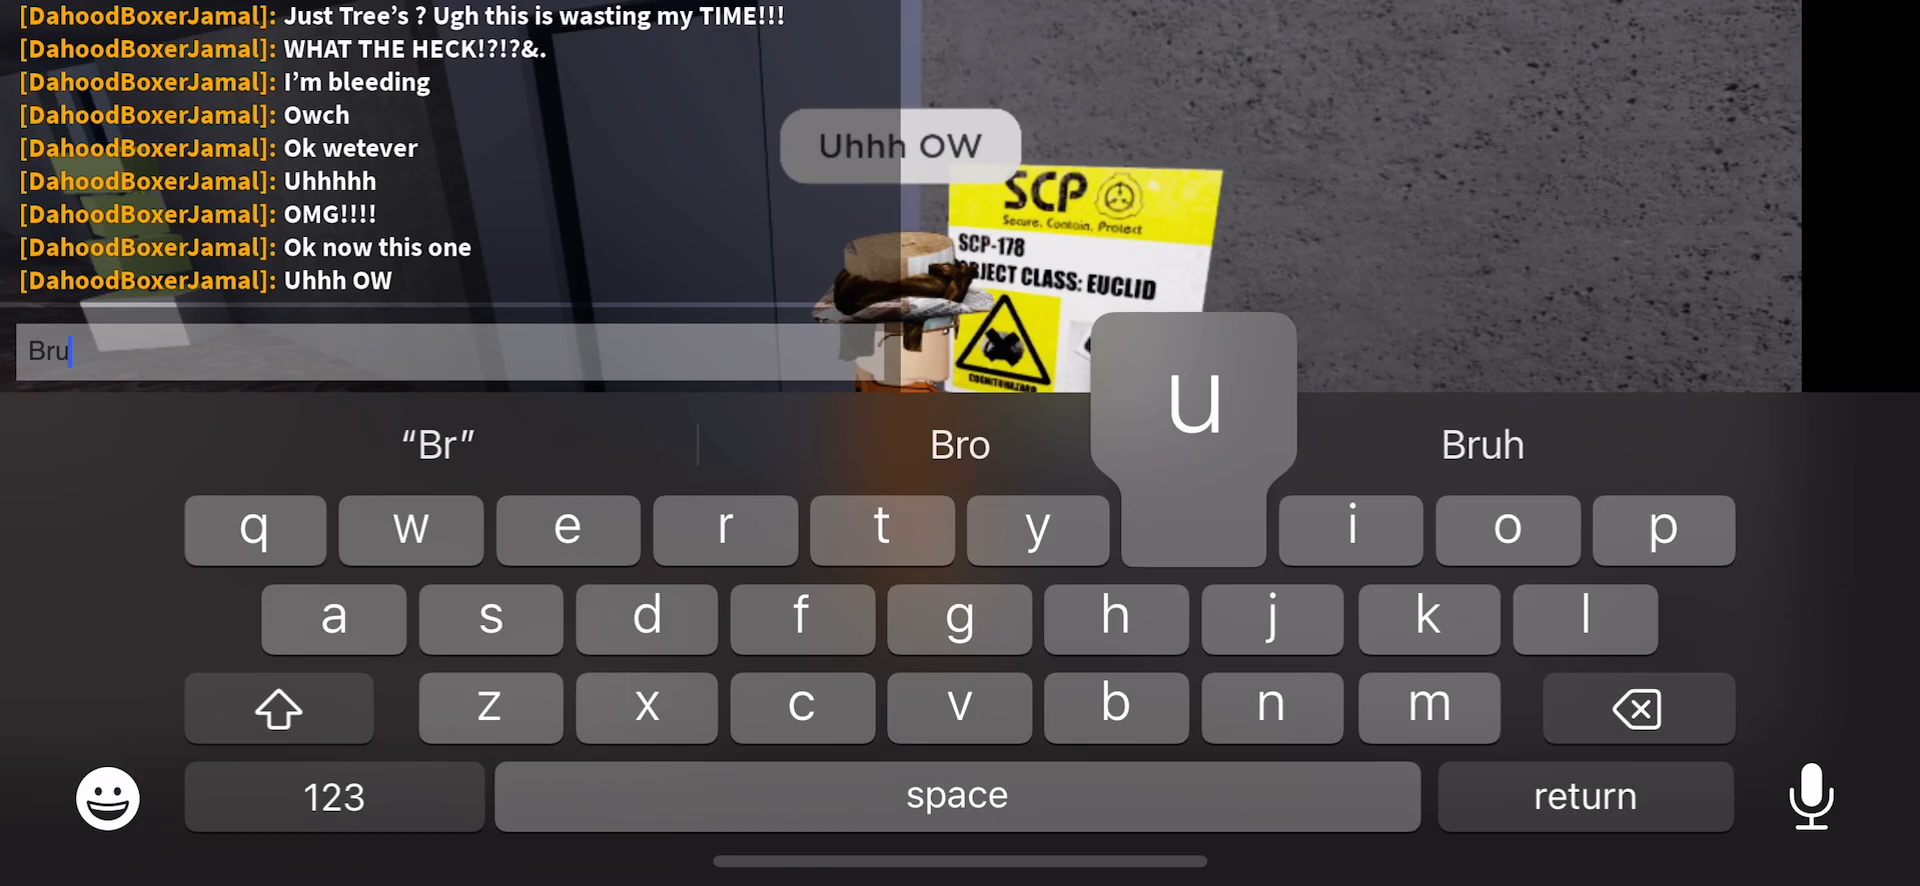 [DahoodBoxerJamal]: Just Tree’s ? Ugh this is wasting my TIME!!!
[DahoodBoxerJamal]: WHAT THE HECK!?!?&.
[DahoodBoxerJamal]: I’m bleeding
[DahoodBoxerJamal]: Owch
[DahoodBoxerJamal]: Ok wetever
[DahoodBoxerJamal]: Uhhhhh
[DahoodBoxerJamal]: OMG!!!!
[DahoodBoxerJamal]: Ok now this one
[DahoodBoxerJamal]: Uhhh OW
Uhhh OW
SCP
Secure. Contain. Protect
SCP-178
BJECT CLASS: EUCLID
COGNITOHAZARD
Bru
“Br” Bro Bruh
u
q w e r t y i o p
a s d f g h j k l
z x c v b n m
123 space return